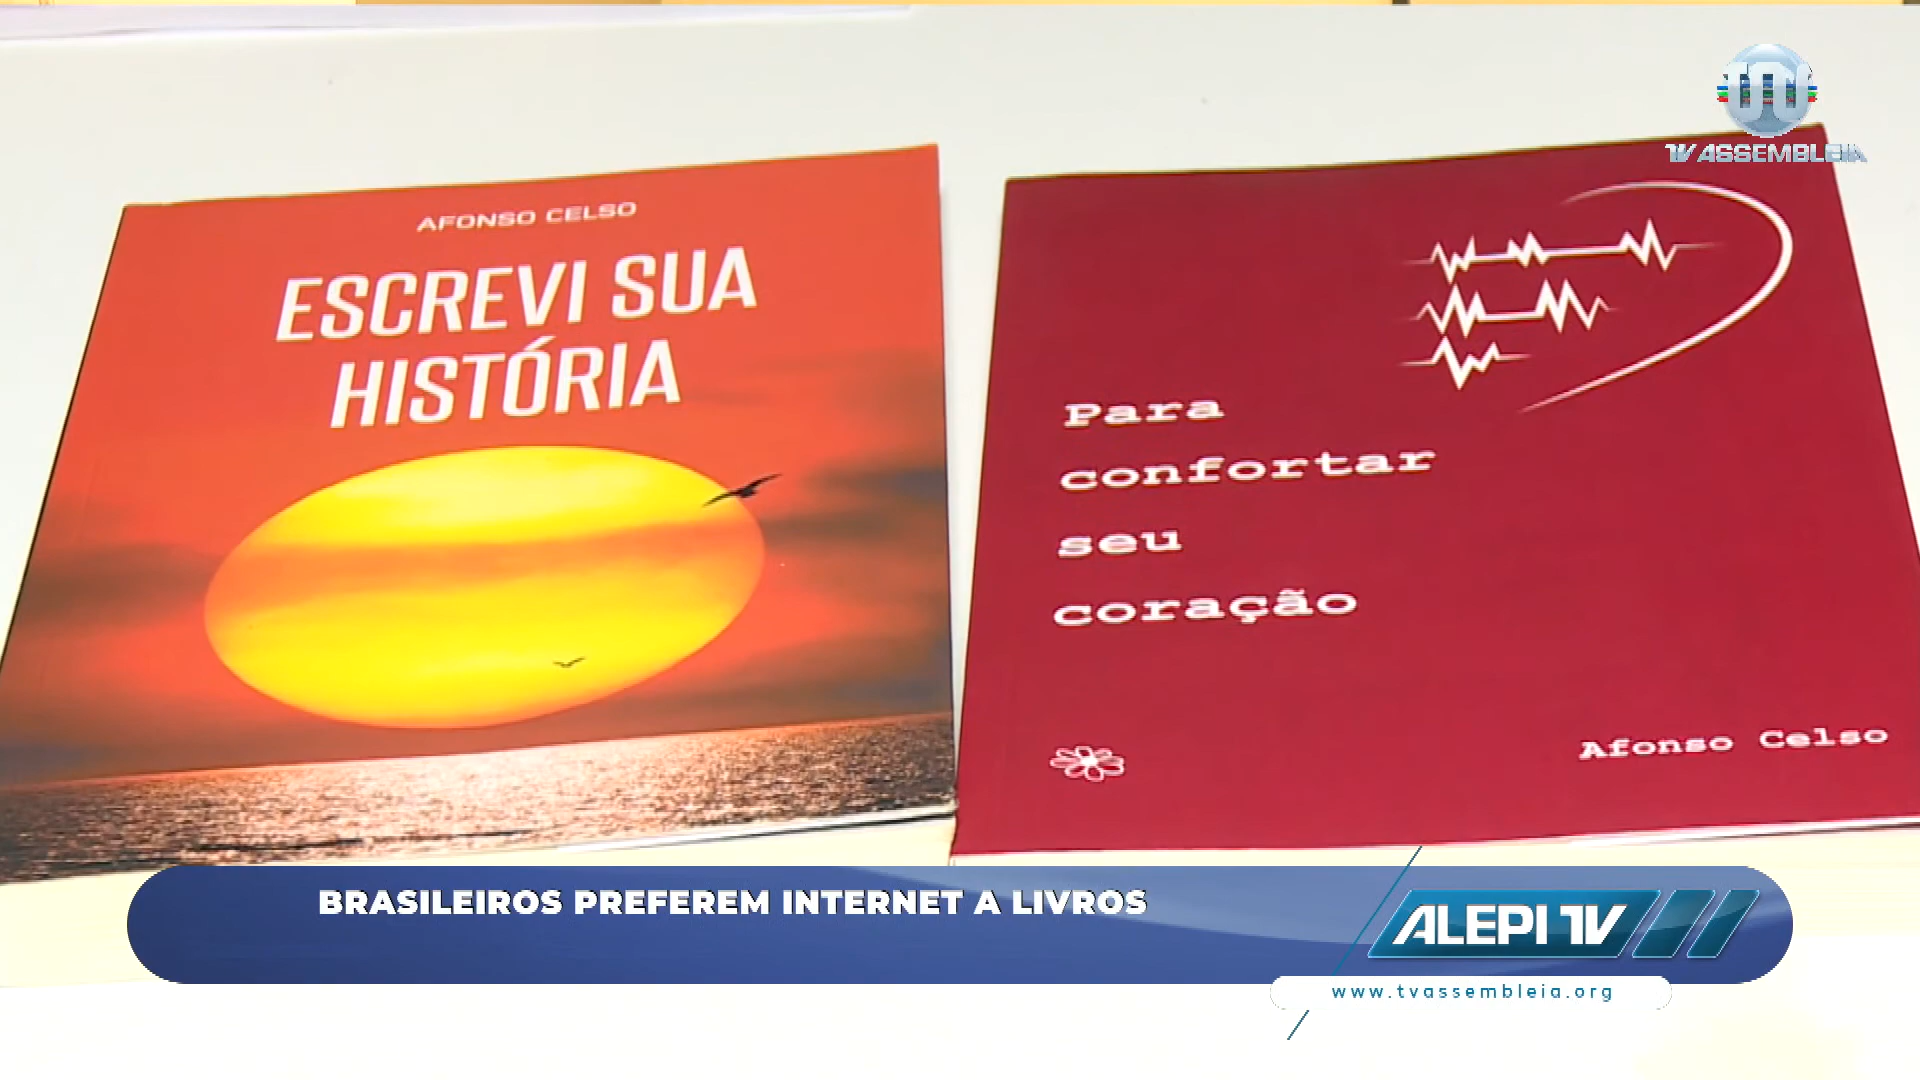 TV ASSEMBLEIA
AFONSO CELSO
ESCREVI SUA
HISTÓRIA
Para
confortar
seu
coração
Afonso Celso
BRASILEIROS PREFEREM INTERNET A LIVROS
ALEPI TV
www.tvassembleia.org